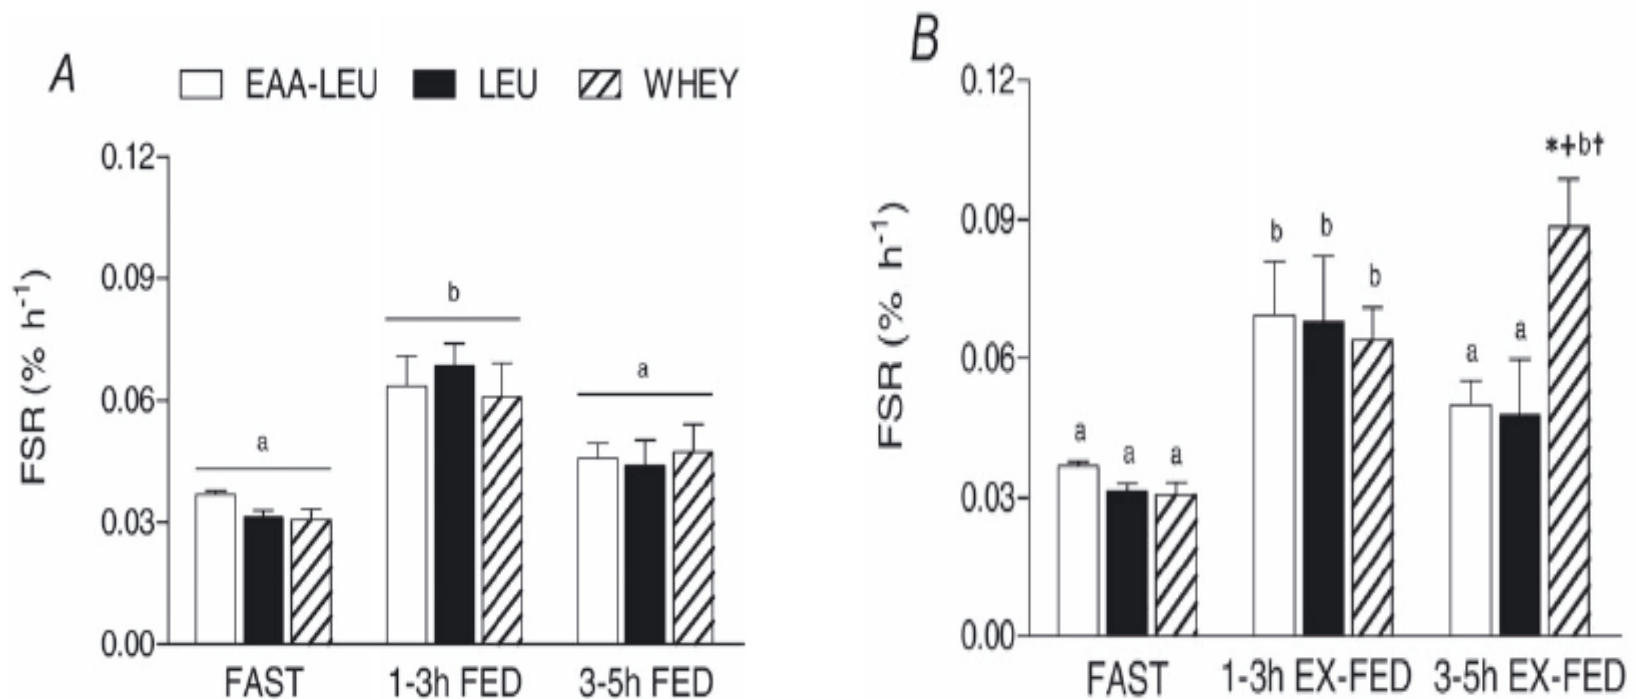 A
EAA-LEU LEU WHEY
0.12
0.09
0.06
0.03
0.00
FSR (% h⁻¹)
a
b
a
FAST 1-3h FED 3-5h FED
B
0.12
0.09
0.06
0.03
0.00
FSR (% h⁻¹)
a a a
b b b
a a *‡b†
FAST 1-3h EX-FED 3-5h EX-FED